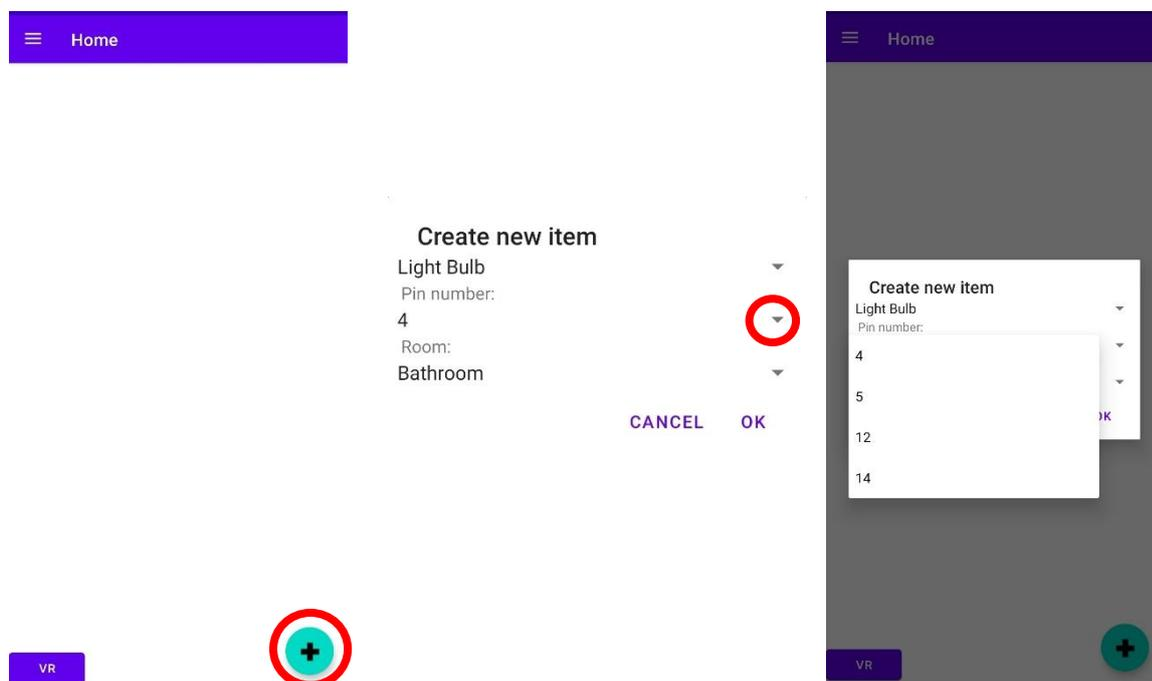 Home
VR
Create new item
Light Bulb
Pin number:
4
Room:
Bathroom
CANCEL OK
Home
Create new item
Light Bulb
Pin number:
4
5
12
14
OK
VR